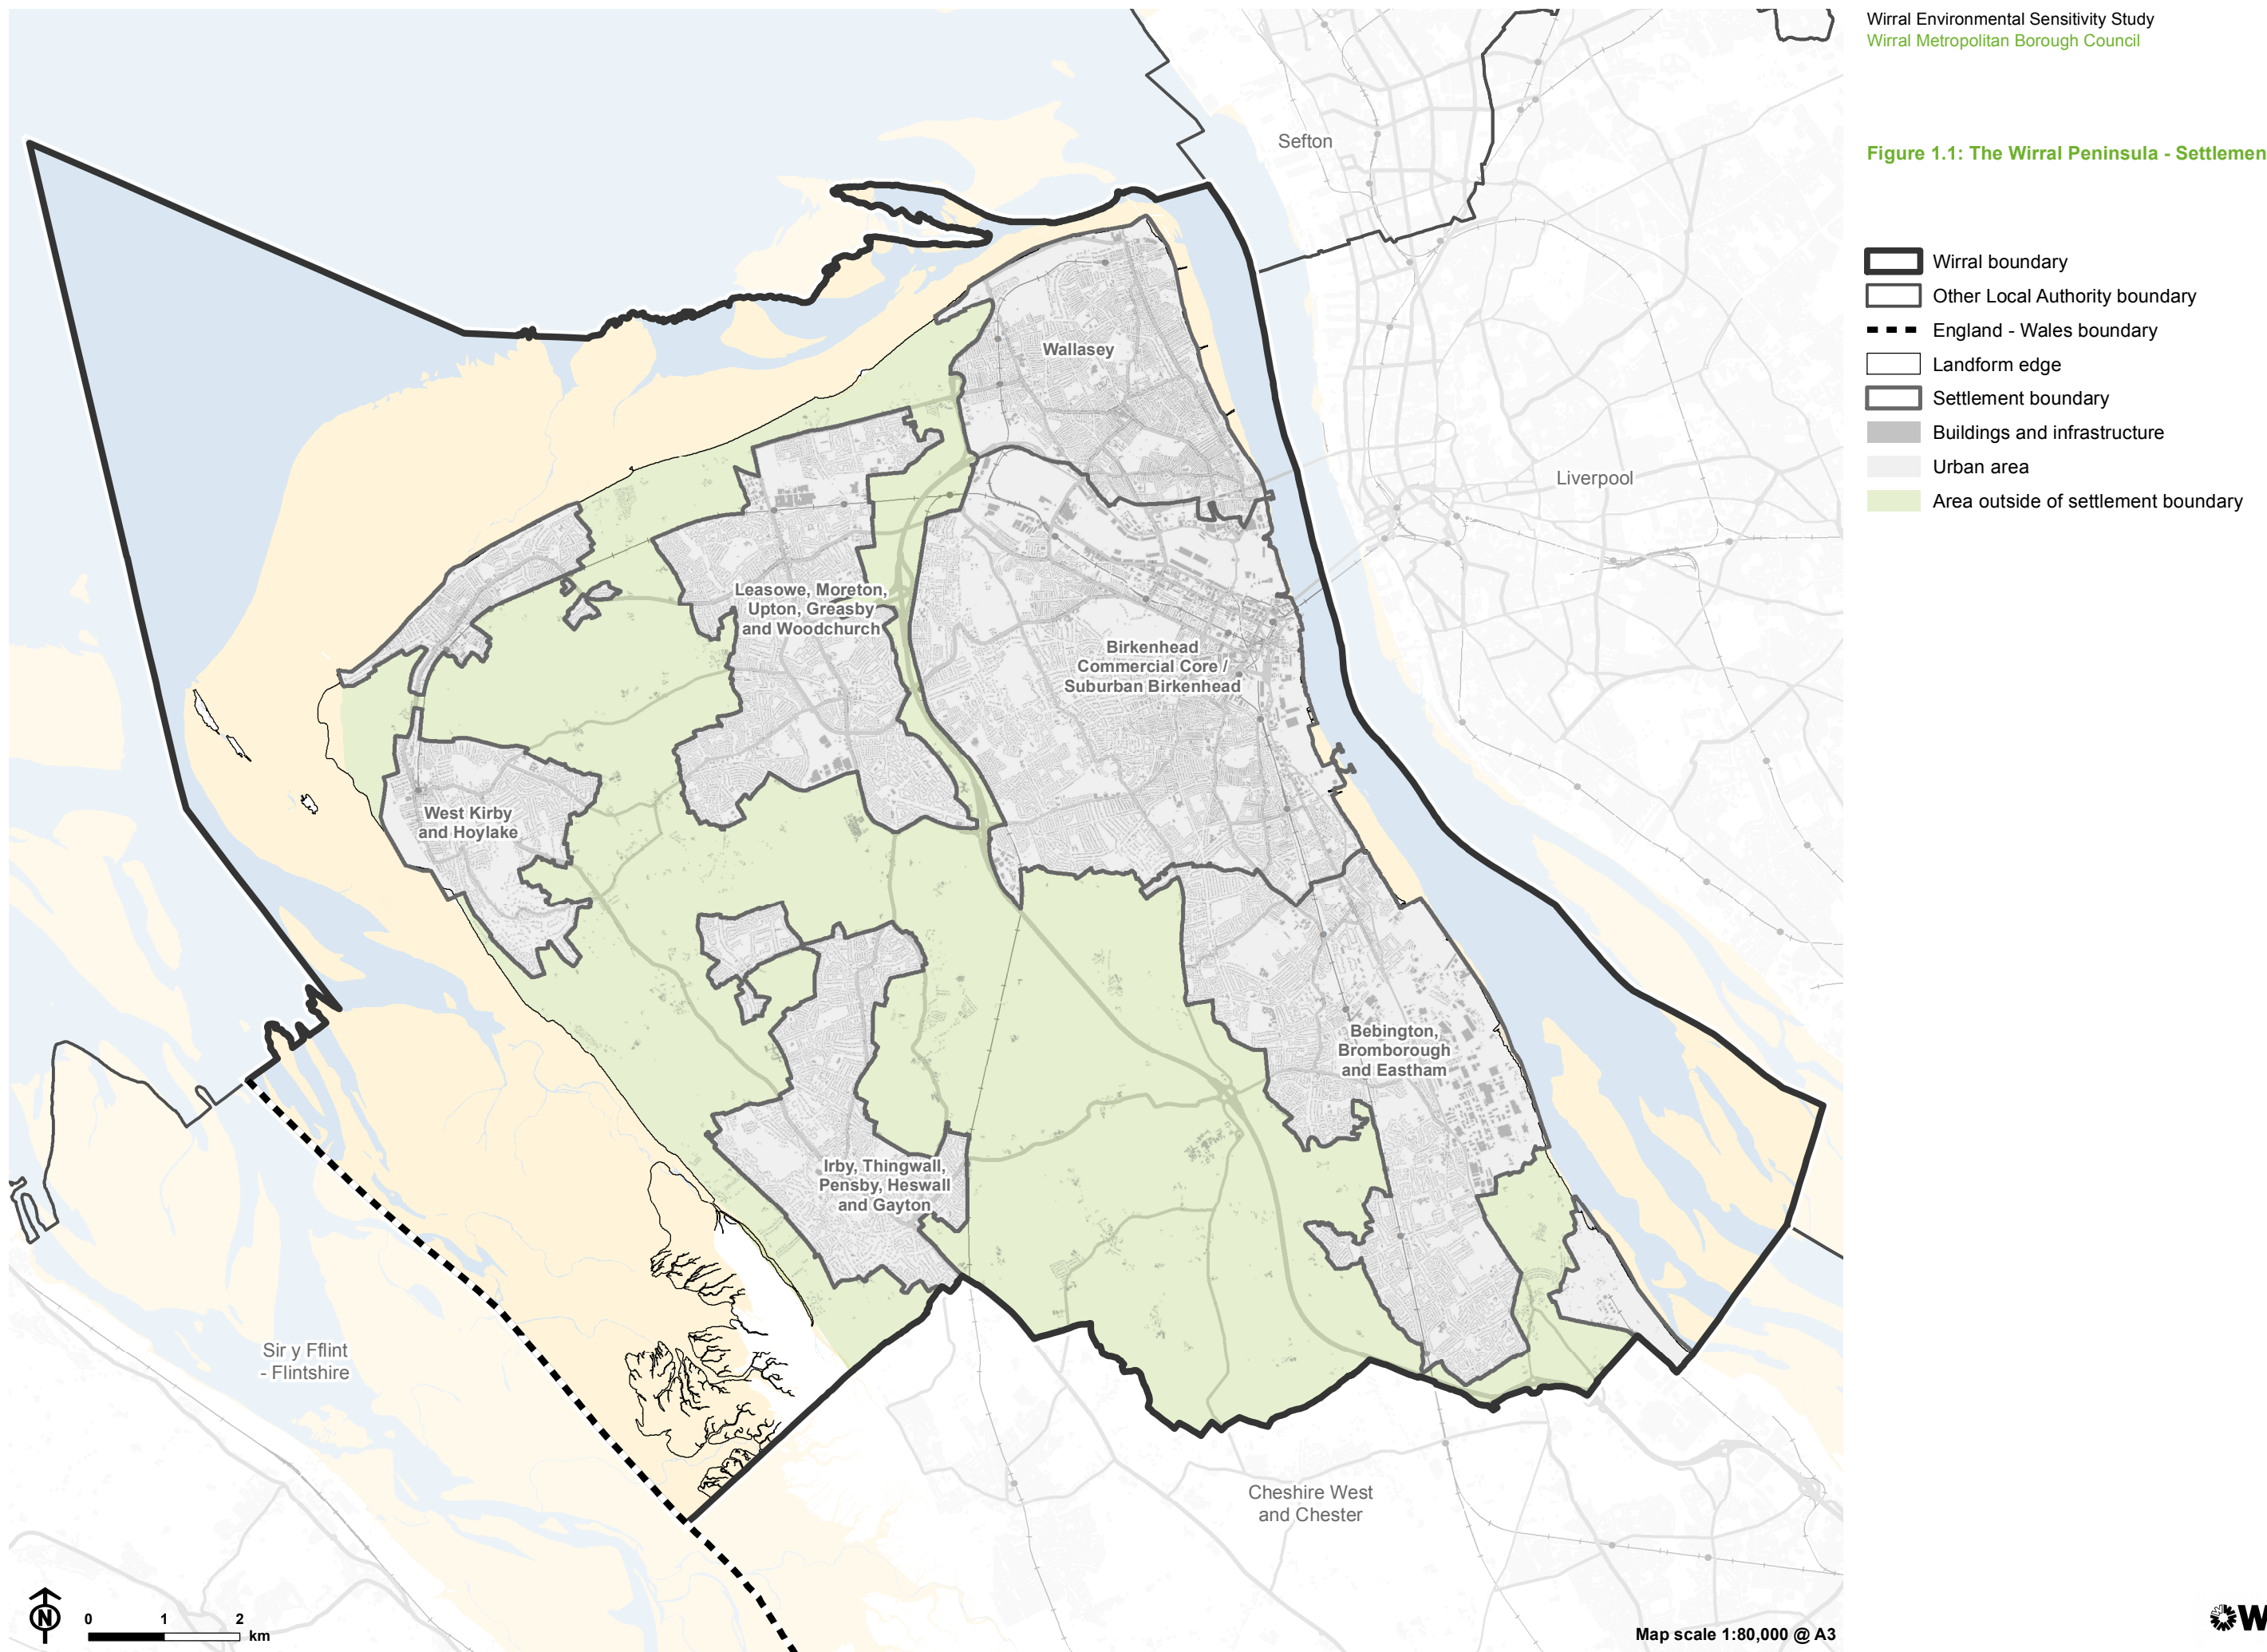 Wirral Environmental Sensitivity Study
Wirral Metropolitan Borough Council
Figure 1.1: The Wirral Peninsula - Settlemen
Wirral boundary
Other Local Authority boundary
England - Wales boundary
Landform edge
Settlement boundary
Buildings and infrastructure
Urban area
Area outside of settlement boundary
Sefton
Wallasey
Liverpool
Leasowe, Moreton,
Upton, Greasby
and Woodchurch
Birkenhead
Commercial Core /
Suburban Birkenhead
West Kirby
and Hoylake
Bebington,
Bromborough
and Eastham
Irby, Thingwall,
Pensby, Heswall
and Gayton
Sir y Fflint
- Flintshire
Cheshire West
and Chester
N
0 1 2
km
Map scale 1:80,000 @ A3
W